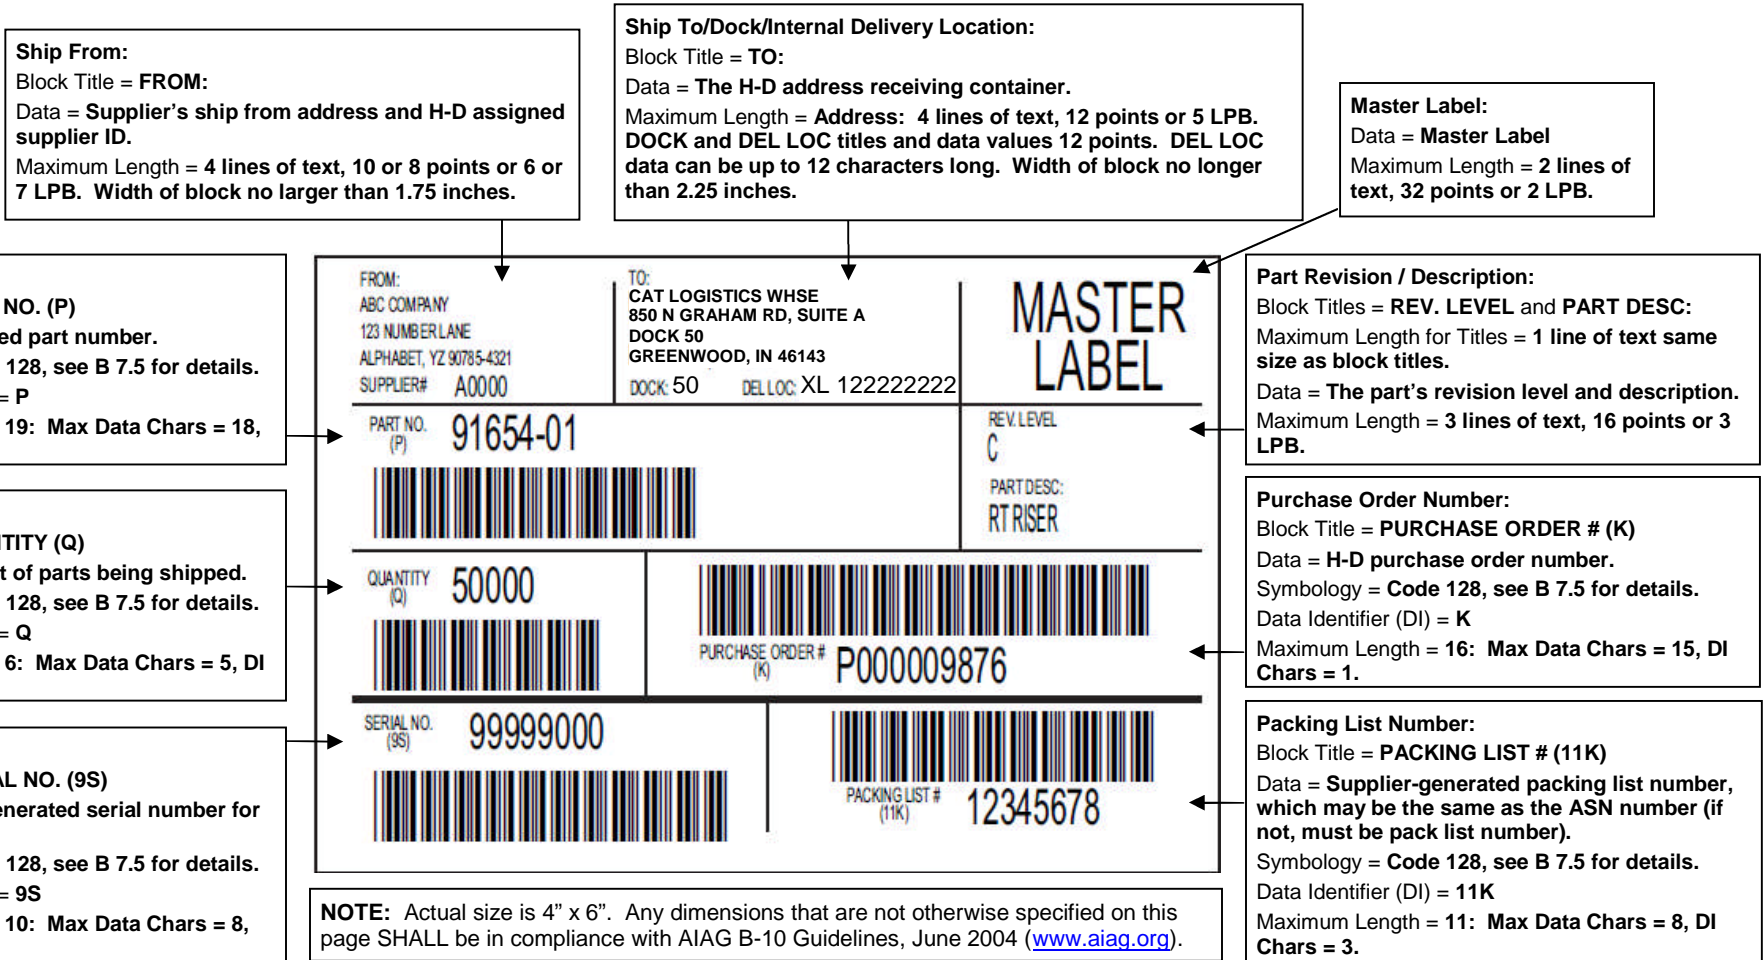 Ship From:
Block Title = FROM:
Data = Supplier's ship from address and H-D assigned
supplier ID.
Maximum Length = 4 lines of text, 10 or 8 points or 6 or
7 LPB.  Width of block no larger than 1.75 inches.
Ship To/Dock/Internal Delivery Location:
Block Title = TO:
Data = The H-D address receiving container.
Maximum Length = Address:  4 lines of text, 12 points or 5 LPB.
DOCK and DEL LOC titles and data values 12 points.  DEL LOC
data can be up to 12 characters long.  Width of block no longer
than 2.25 inches.
Master Label:
Data = Master Label
Maximum Length = 2 lines of
text, 32 points or 2 LPB.
NO. (P)
ed part number.
128, see B 7.5 for details.
= P
19:  Max Data Chars = 18,
TITY (Q)
t of parts being shipped.
128, see B 7.5 for details.
= Q
6:  Max Data Chars = 5, DI
AL NO. (9S)
enerated serial number for
128, see B 7.5 for details.
= 9S
10:  Max Data Chars = 8,
FROM:
ABC COMPANY
123 NUMBER LANE
ALPHABET, YZ 90785-4321
SUPPLIER# A0000
TO:
CAT LOGISTICS WHSE
850 N GRAHAM RD, SUITE A
DOCK 50
GREENWOOD, IN 46143
DOCK: 50 DEL LOC: XL 122222222
MASTER
LABEL
PART NO.
(P)
91654-01
REV. LEVEL
C
PART DESC:
RT RISER
QUANTITY
(Q)
50000
PURCHASE ORDER #
(K)
P000009876
SERIAL NO.
(9S)
99999000
PACKING LIST #
(11K)
12345678
Part Revision / Description:
Block Titles = REV. LEVEL and PART DESC:
Maximum Length for Titles = 1 line of text same
size as block titles.
Data = The part's revision level and description.
Maximum Length = 3 lines of text, 16 points or 3
LPB.
Purchase Order Number:
Block Title = PURCHASE ORDER # (K)
Data = H-D purchase order number.
Symbology = Code 128, see B 7.5 for details.
Data Identifier (DI) = K
Maximum Length = 16:  Max Data Chars = 15, DI
Chars = 1.
Packing List Number:
Block Title = PACKING LIST # (11K)
Data = Supplier-generated packing list number,
which may be the same as the ASN number (if
not, must be pack list number).
Symbology = Code 128, see B 7.5 for details.
Data Identifier (DI) = 11K
Maximum Length = 11:  Max Data Chars = 8, DI
Chars = 3.
NOTE:  Actual size is 4" x 6".  Any dimensions that are not otherwise specified on this
page SHALL be in compliance with AIAG B-10 Guidelines, June 2004 (www.aiag.org).